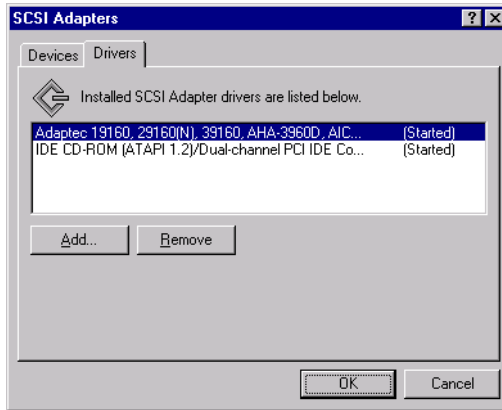 SCSI Adapters
Devices
Drivers
Installed SCSI Adapter drivers are listed below.
Adaptec 19160, 29160(N), 39160, AHA-3960D, AIC... (Started)
IDE CD-ROM (ATAPI 1.2)/Dual-channel PCI IDE Co... (Started)
Add... Remove
OK Cancel